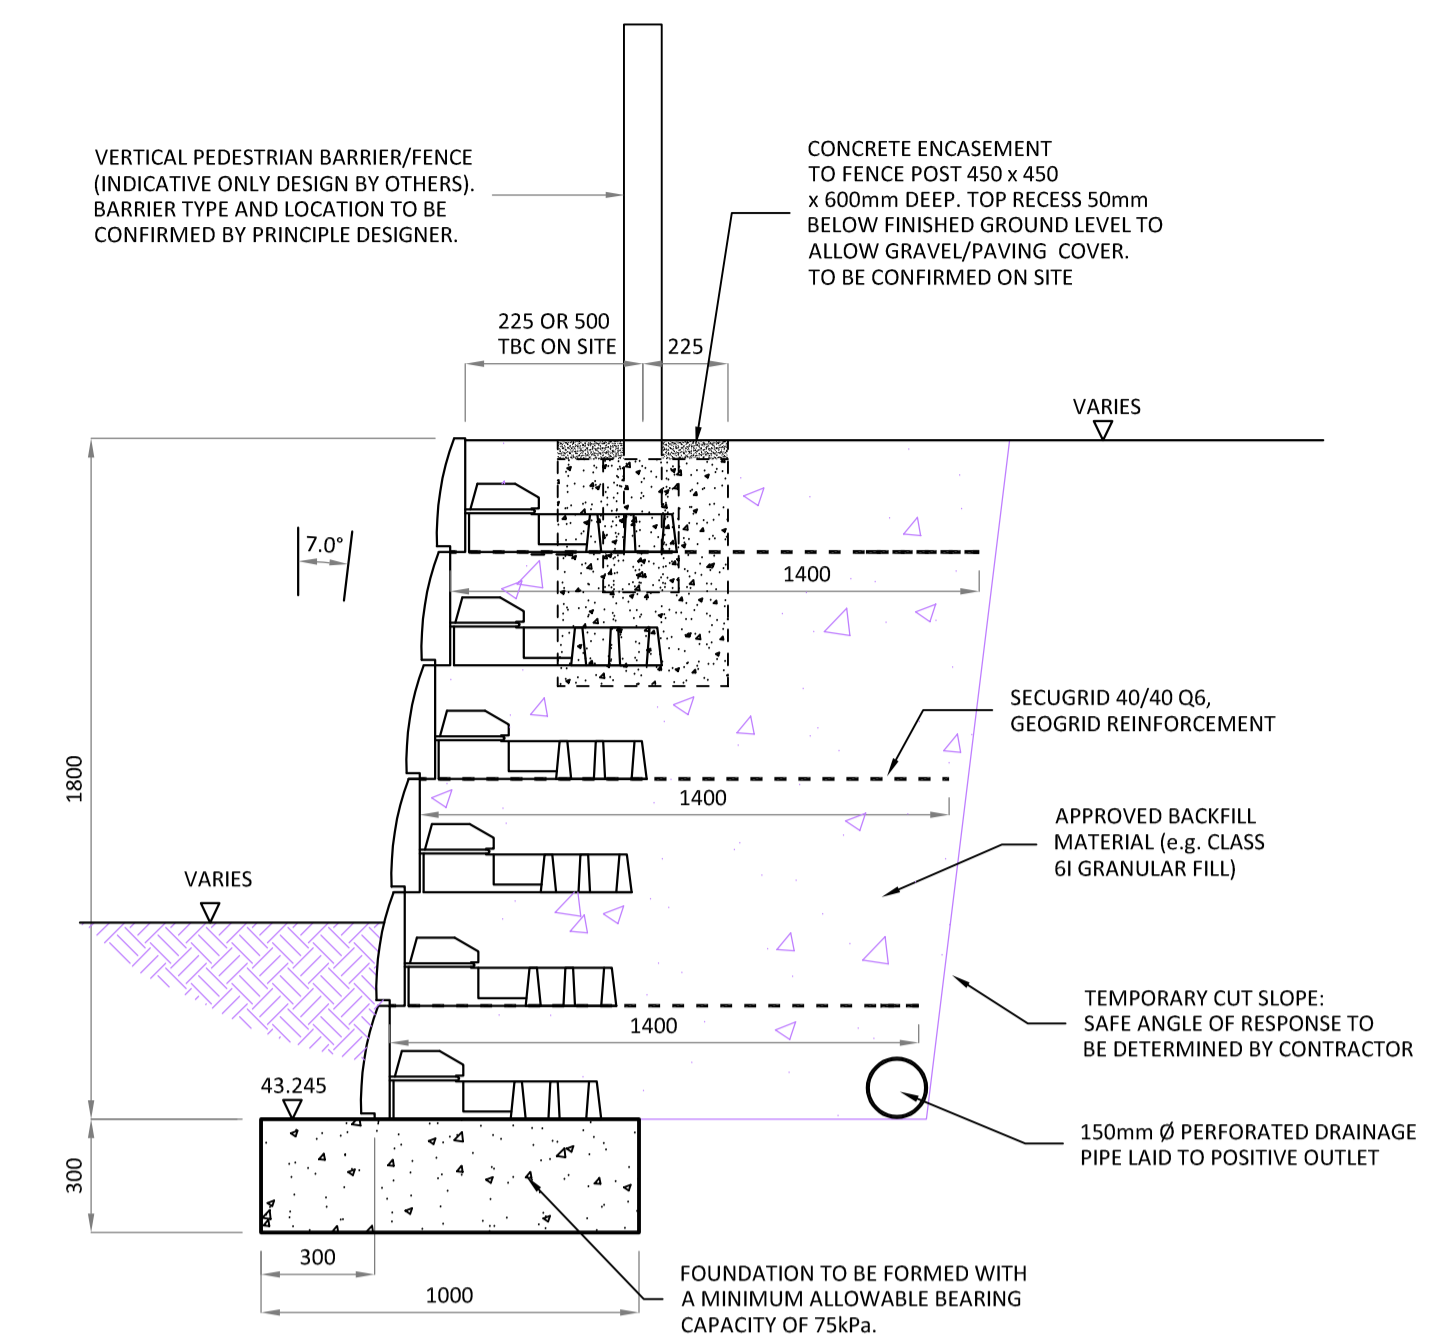 VERTICAL PEDESTRIAN BARRIER/FENCE
(INDICATIVE ONLY DESIGN BY OTHERS).
BARRIER TYPE AND LOCATION TO BE
CONFIRMED BY PRINCIPLE DESIGNER.
CONCRETE ENCASEMENT
TO FENCE POST 450 x 450
x 600mm DEEP. TOP RECESS 50mm
BELOW FINISHED GROUND LEVEL TO
ALLOW GRAVEL/PAVING COVER.
TO BE CONFIRMED ON SITE
225 OR 500
TBC ON SITE
225
VARIES
7.0°
1400
SECUGRID 40/40 Q6,
GEOGRID REINFORCEMENT
1800
1400
APPROVED BACKFILL
MATERIAL (e.g. CLASS
6I GRANULAR FILL)
VARIES
1400
TEMPORARY CUT SLOPE:
SAFE ANGLE OF RESPONSE TO
BE DETERMINED BY CONTRACTOR
43.245
150mm Ø PERFORATED DRAINAGE
PIPE LAID TO POSITIVE OUTLET
300
300
1000
FOUNDATION TO BE FORMED WITH
A MINIMUM ALLOWABLE BEARING
CAPACITY OF 75kPa.